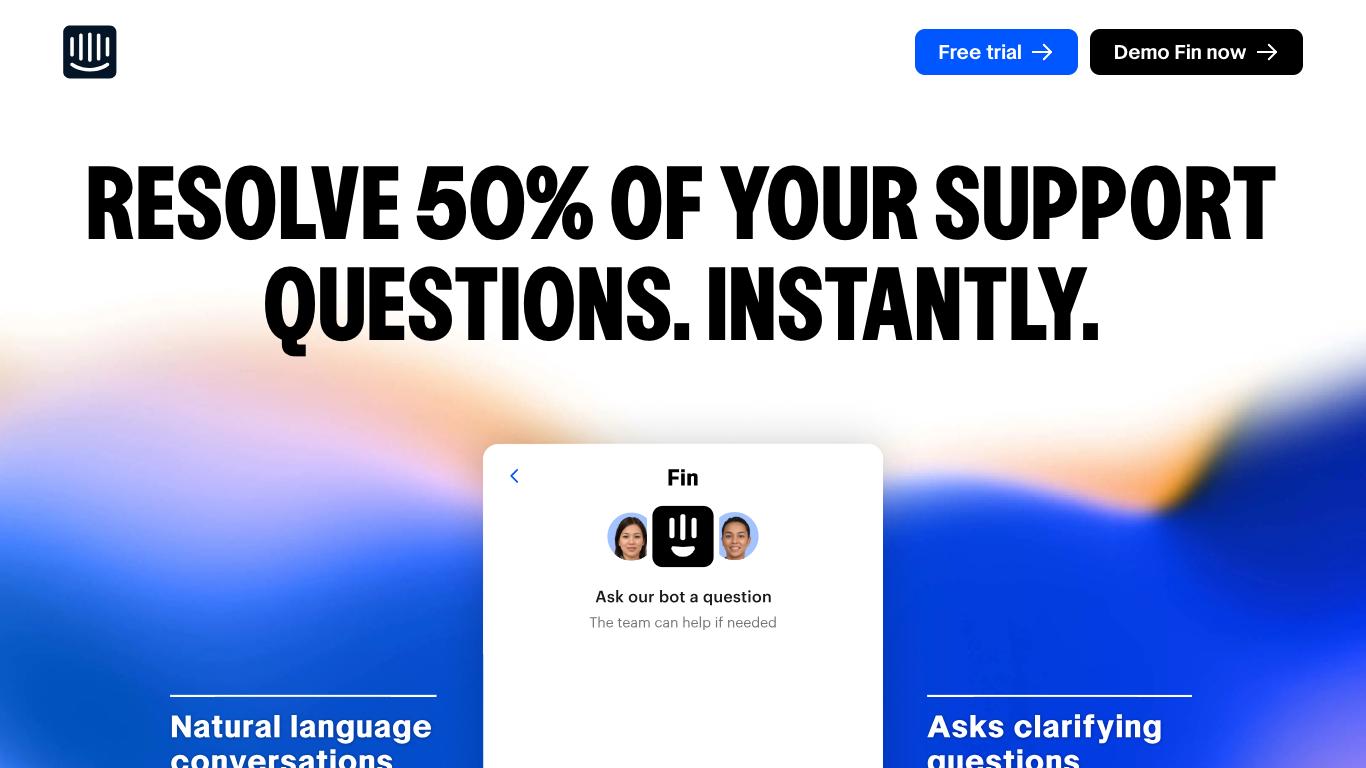 Free trial
Demo Fin now
RESOLVE 50% OF YOUR SUPPORT
QUESTIONS. INSTANTLY.
Fin
Ask our bot a question
The team can help if needed
Natural language
conversations
Asks clarifying
questions